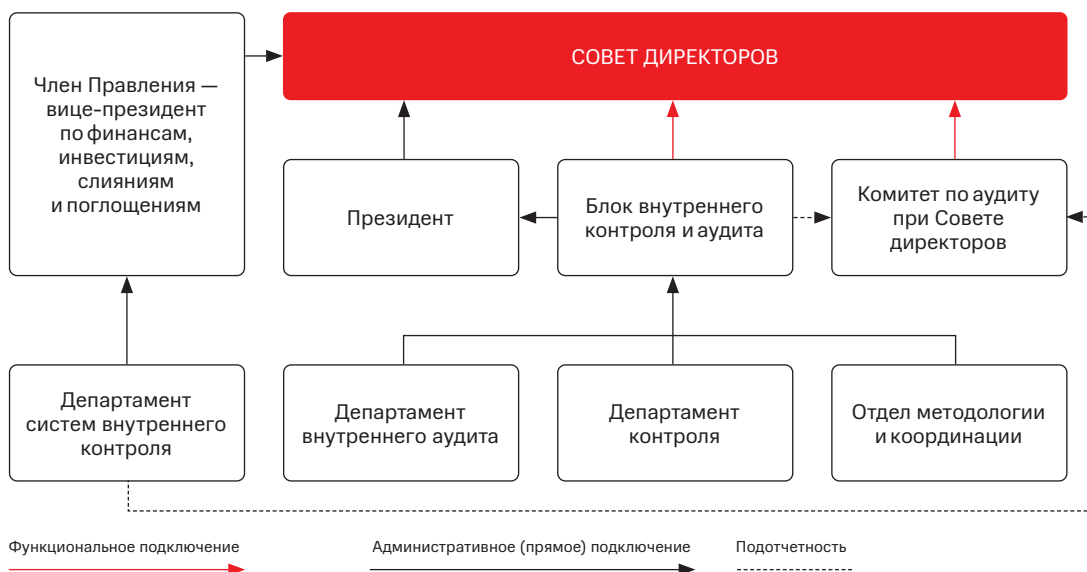 СОВЕТ ДИРЕКТОРОВ
Член Правления —
вице-президент
по финансам,
инвестициям,
слияниям
и поглощениям
Президент
Блок внутреннего
контроля и аудита
Комитет по аудиту
при Совете
директоров
Департамент
систем внутреннего
контроля
Департамент
внутреннего аудита
Департамент
контроля
Отдел методологии
и координации
Функциональное подключение
Административное (прямое) подключение
Подотчетность